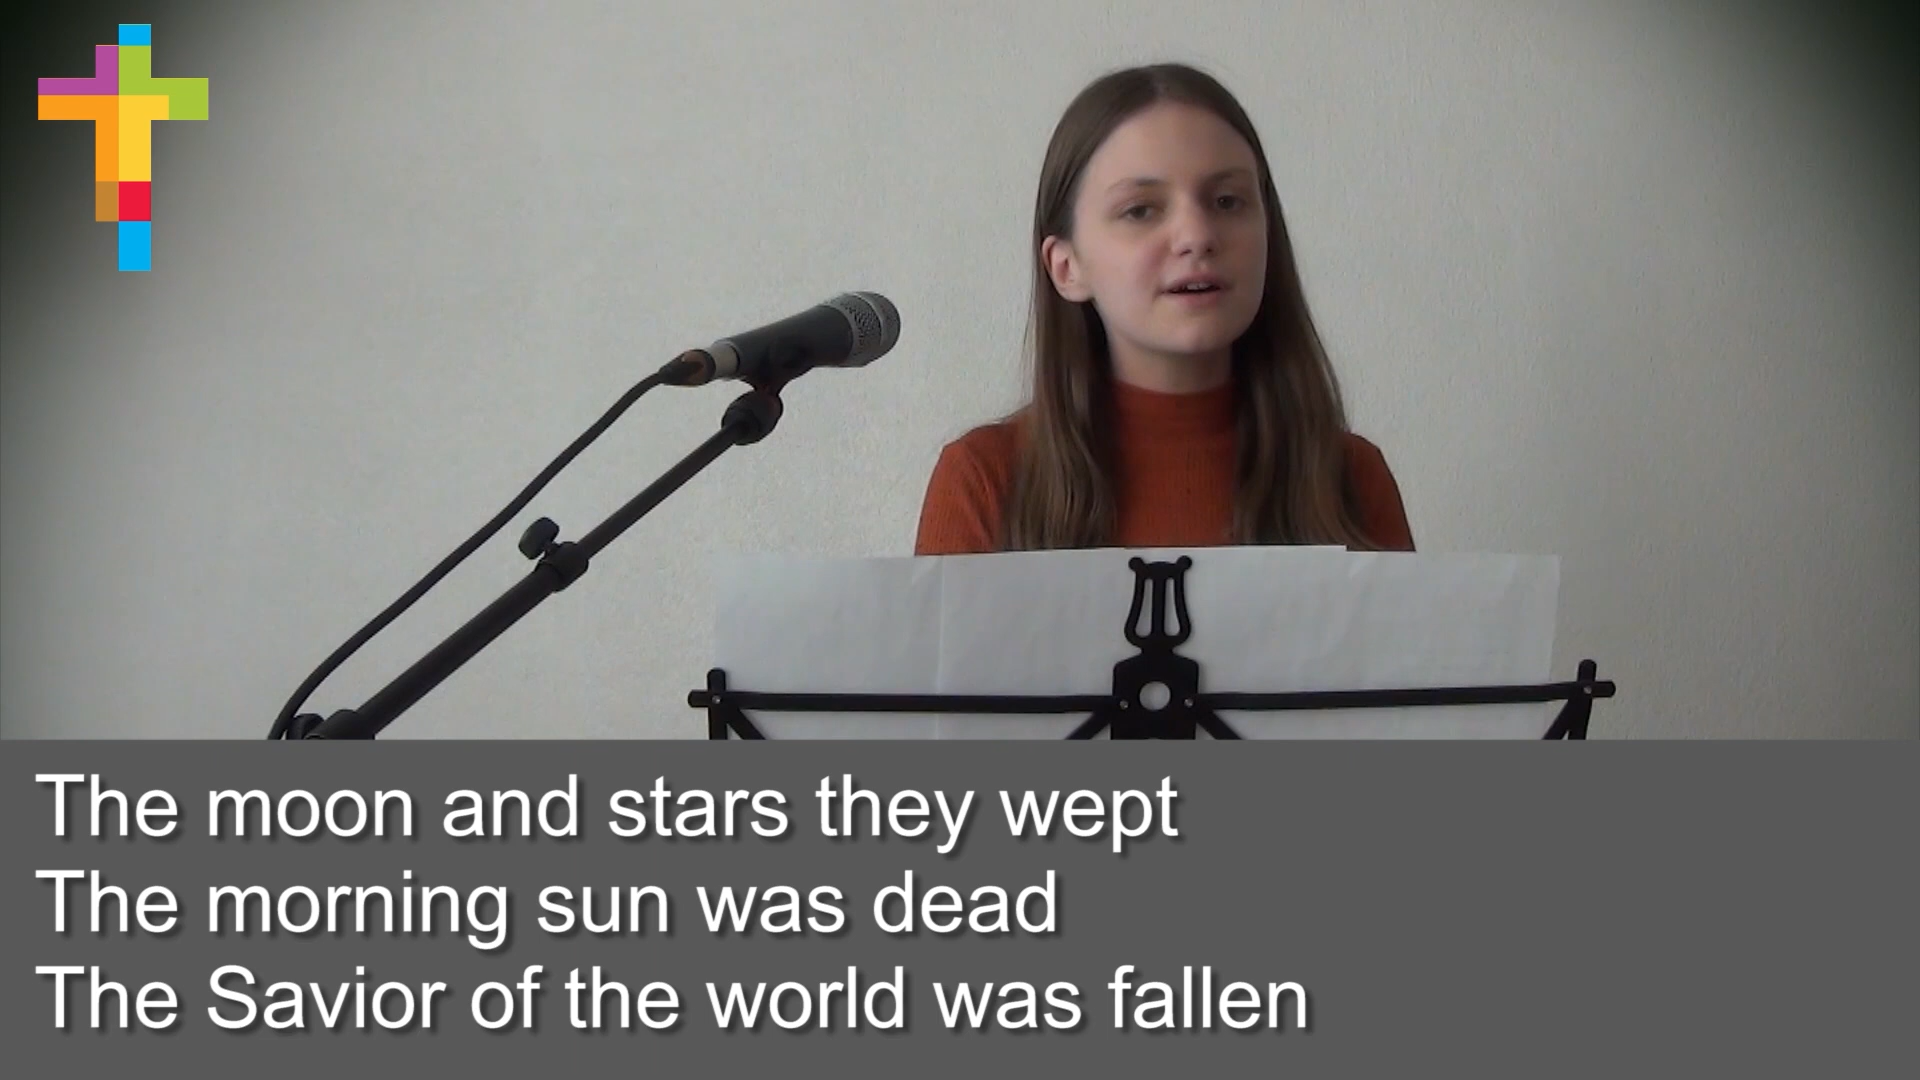 The moon and stars they wept
The morning sun was dead
The Savior of the world was fallen